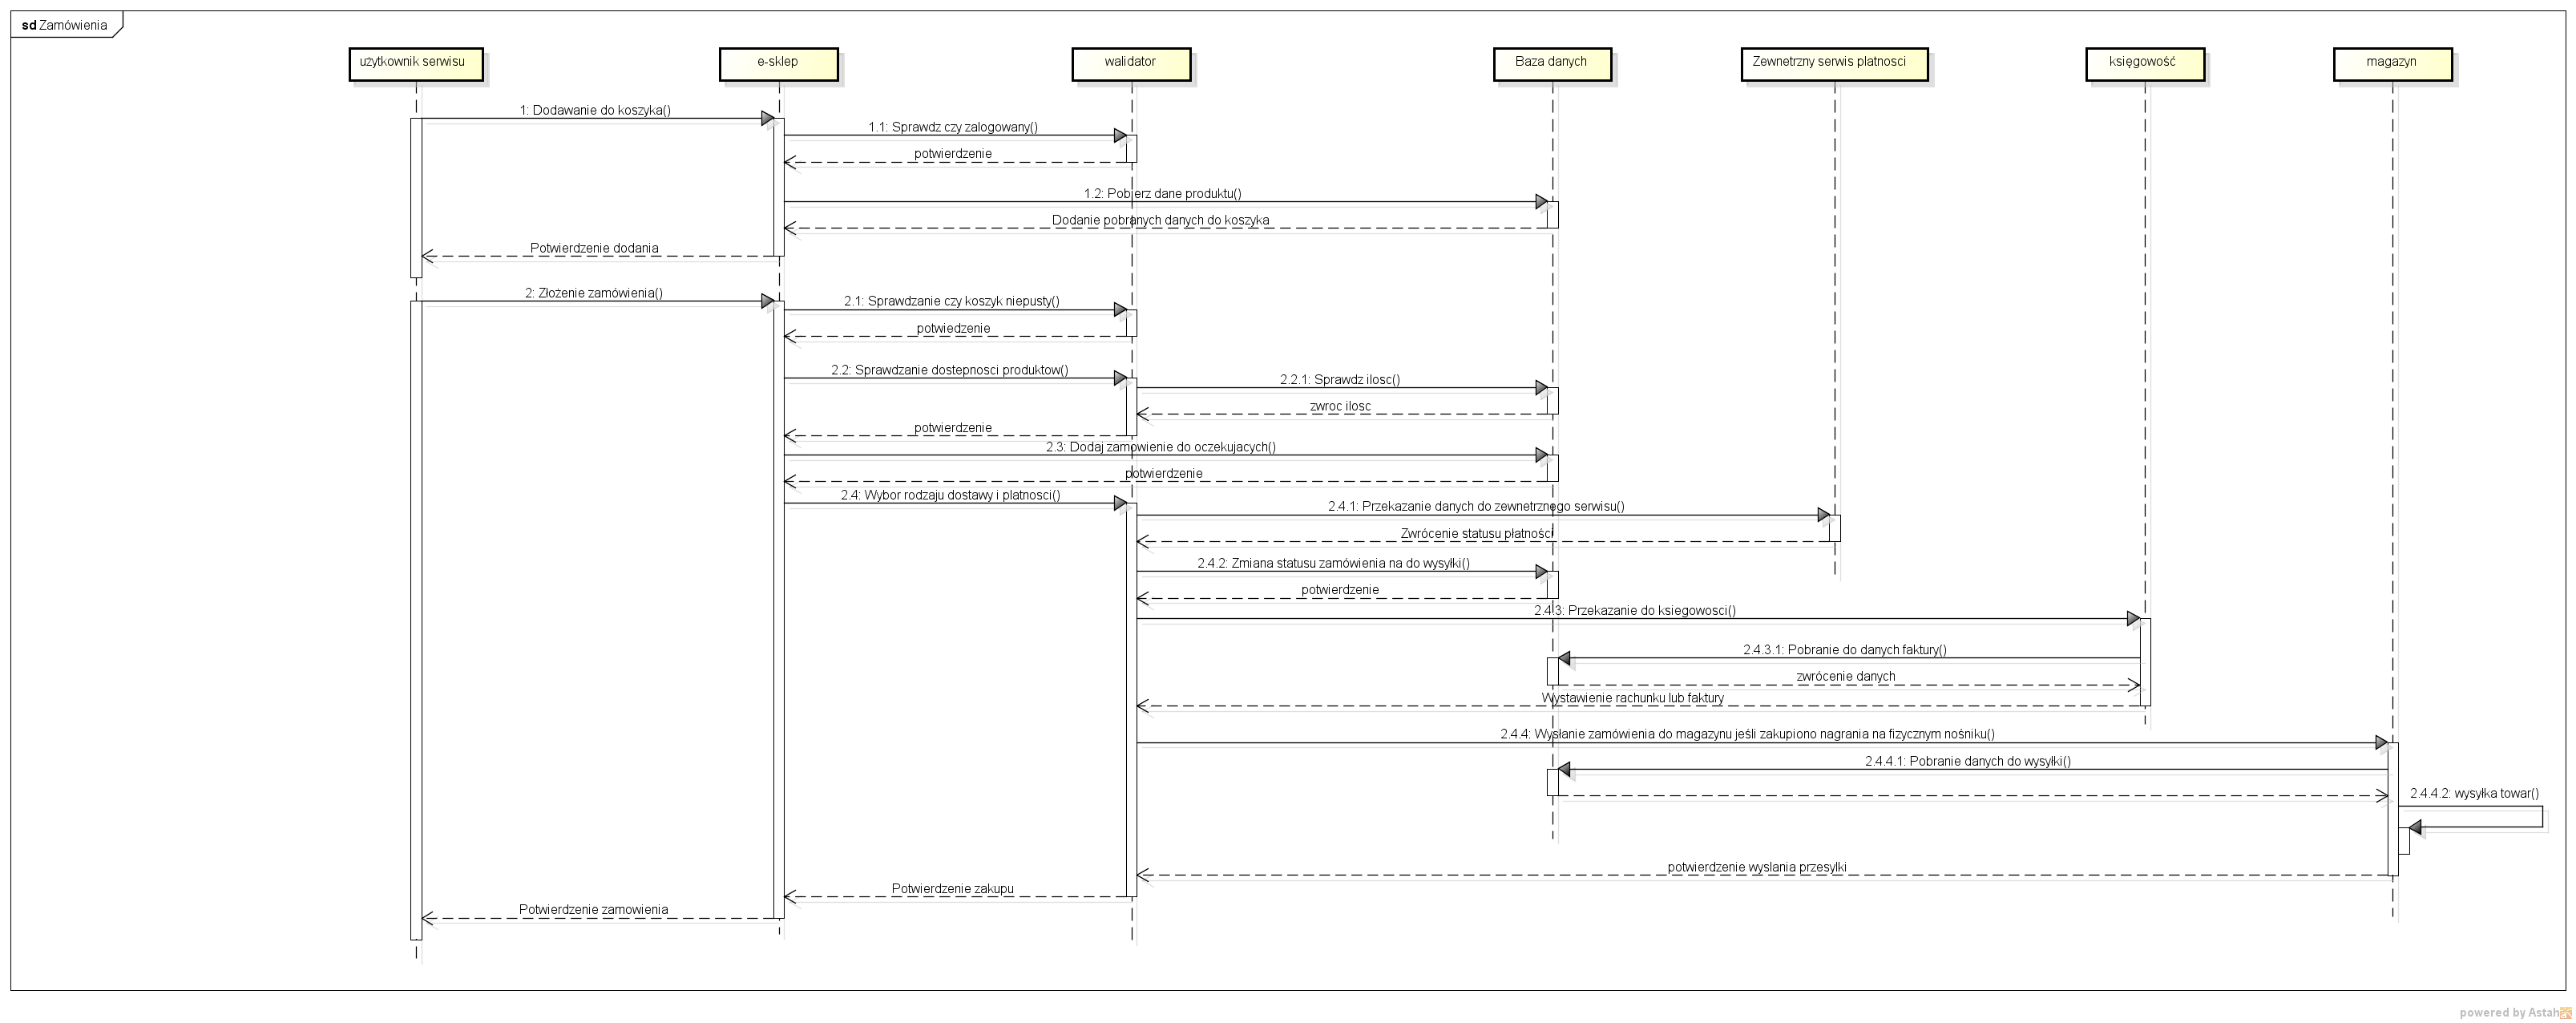 sd Zamówienia
użytkownik serwisu
e-sklep
walidator
Baza danych
Zewnetrzny serwis platnosci
księgowość
magazyn
1: Dodawanie do koszyka()
1.1: Sprawdz czy zalogowany()
potwierdzenie
1.2: Pobierz dane produktu()
Dodanie pobranych danych do koszyka
Potwierdzenie dodania
2: Złożenie zamówienia()
2.1: Sprawdzanie czy koszyk niepusty()
potwiedzenie
2.2: Sprawdzanie dostepnosci produktow()
2.2.1: Sprawdz ilosc()
zwroc ilosc
potwierdzenie
2.3: Dodaj zamowienie do oczekujacych()
potwierdzenie
2.4: Wybor rodzaju dostawy i platnosci()
2.4.1: Przekazanie danych do zewnetrznego serwisu()
Zwrócenie statusu płatności
2.4.2: Zmiana statusu zamówienia na do wysyłki()
potwierdzenie
2.4.3: Przekazanie do ksiegowosci()
2.4.3.1: Pobranie do danych faktury()
zwrócenie danych
Wystawienie rachunku lub faktury
2.4.4: Wysłanie zamówienia do magazynu jeśli zakupiono nagrania na fizycznym nośniku()
2.4.4.1: Pobranie danych do wysyłki()
2.4.4.2: wysyłka towar()
potwierdzenie wyslania przesylki
Potwierdzenie zakupu
Potwierdzenie zamowienia
powered by Astah